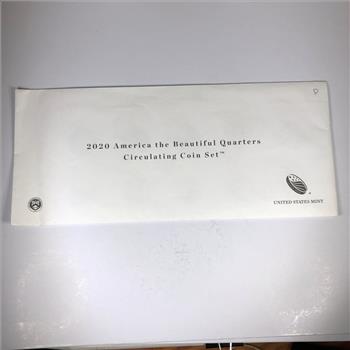 2020 America the Beautiful Quarters
Circulating Coin Set™
UNITED STATES MINT